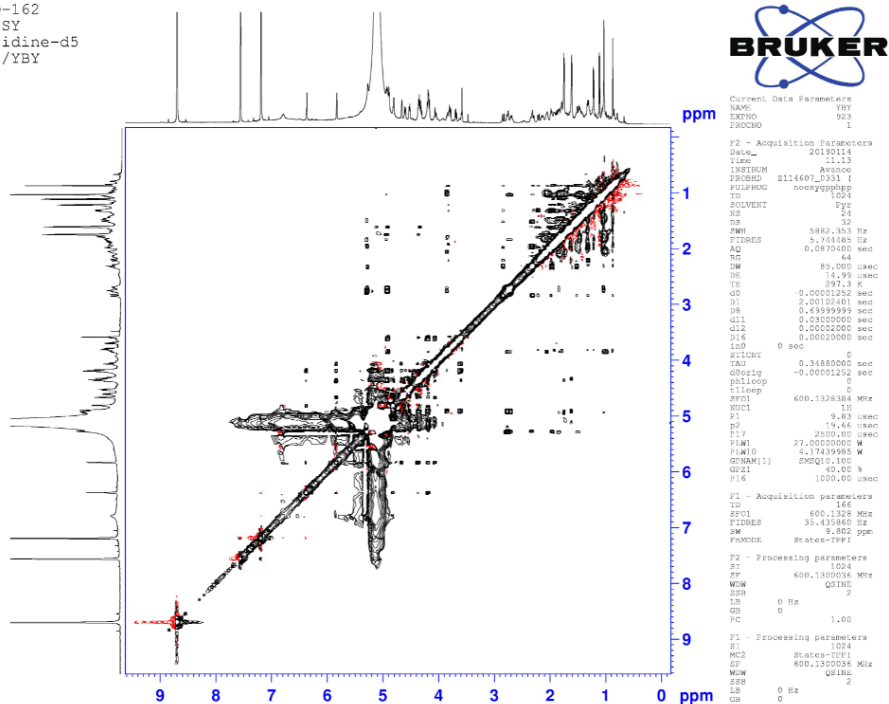 -162
SY
idine-d5
/YBY
BRUKER
Current Data Parameters
NAME YBY
EXPNO 923
PROCNO 1
F2 - Acquisition Parameters
Date_ 20190114
Time 11.13
INSTRUM Avance
PROBHD Z114607_0331 (
PULPROG noesygpphpp
TD 1024
SOLVENT Pyr
NS 24
DS 32
SWH 5882.353 Hz
FIDRES 5.744485 Hz
AQ 0.0870400 sec
RG 64
DW 85.000 usec
DE 14.99 usec
TE 297.3 K
d0 -0.00001252 sec
D1 2.00102401 sec
D8 0.69999999 sec
d11 0.03000000 sec
d12 0.00002000 sec
D16 0.00020000 sec
in0 0 sec
ST1CNT 0
TAU 0.34880000 sec
d0orig -0.00001252 sec
ph1loop 0
t1loop 0
SFO1 600.1328384 MHz
NUC1 1H
P1 9.83 usec
p2 19.66 usec
P17 2500.00 usec
PLW1 27.00000000 W
PLW10 4.17439985 W
GPNAM[1] SMSQ10.100
GPZ1 40.00 %
P16 1000.00 usec
F1 - Acquisition parameters
TD 166
SFO1 600.1328 MHz
FIDRES 35.435860 Hz
SW 9.802 ppm
FnMODE States-TPPI
F2 - Processing parameters
SI 1024
SF 600.1300036 MHz
WDW QSINE
SSB 2
LB 0 Hz
GB 0
PC 1.00
F1 - Processing parameters
SI 1024
MC2 States-TPPI
SF 600.1300036 MHz
WDW QSINE
SSB 2
LB 0 Hz
GB 0
ppm
1
2
3
4
5
6
7
8
9
9 8 7 6 5 4 3 2 1 0 ppm